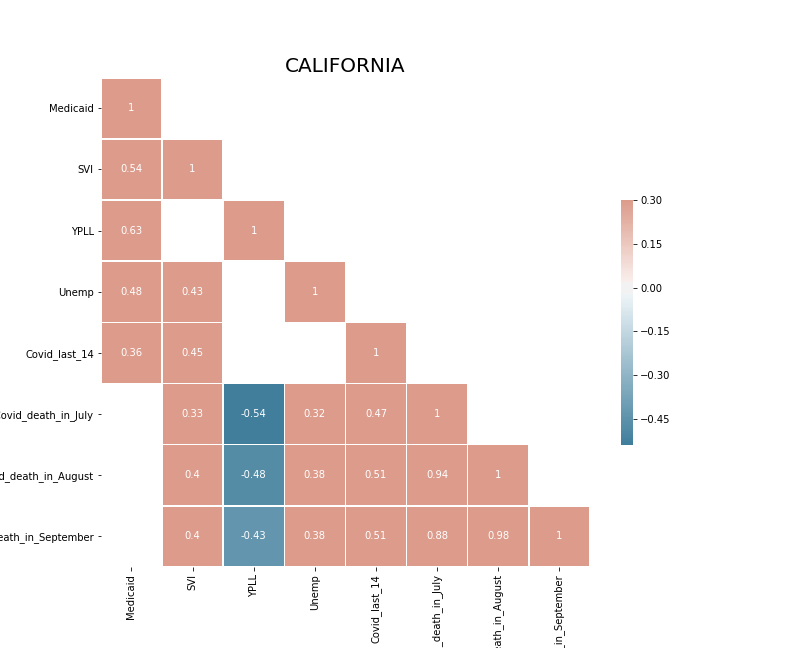 CALIFORNIA
Medicaid 1
SVI 0.54 1
YPLL 0.63 1
Unemp 0.48 0.43 1
Covid_last_14 0.36 0.45 1
ovid_death_in_July 0.33 -0.54 0.32 0.47 1
d_death_in_August 0.4 -0.48 0.38 0.51 0.94 1
eath_in_September 0.4 -0.43 0.38 0.51 0.88 0.98 1
Medicaid
SVI
YPLL
Unemp
Covid_last_14
_death_in_July
eath_in_August
_in_September
0.30
0.15
0.00
−0.15
−0.30
−0.45